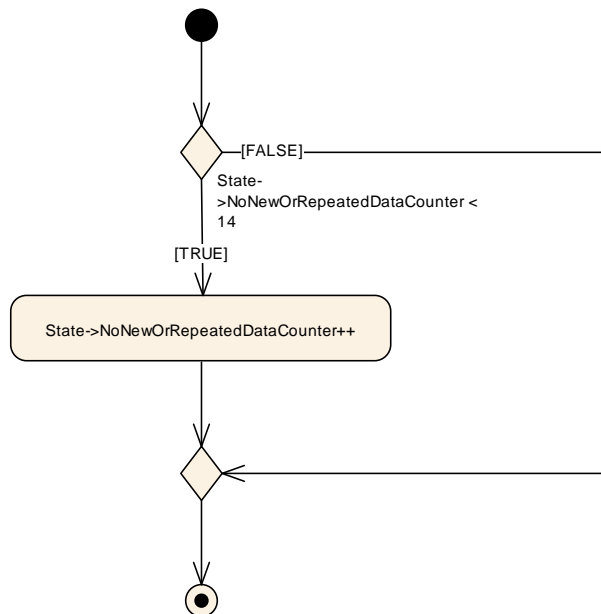 [FALSE]
State-
>NoNewOrRepeatedDataCounter <
14
[TRUE]
State->NoNewOrRepeatedDataCounter++